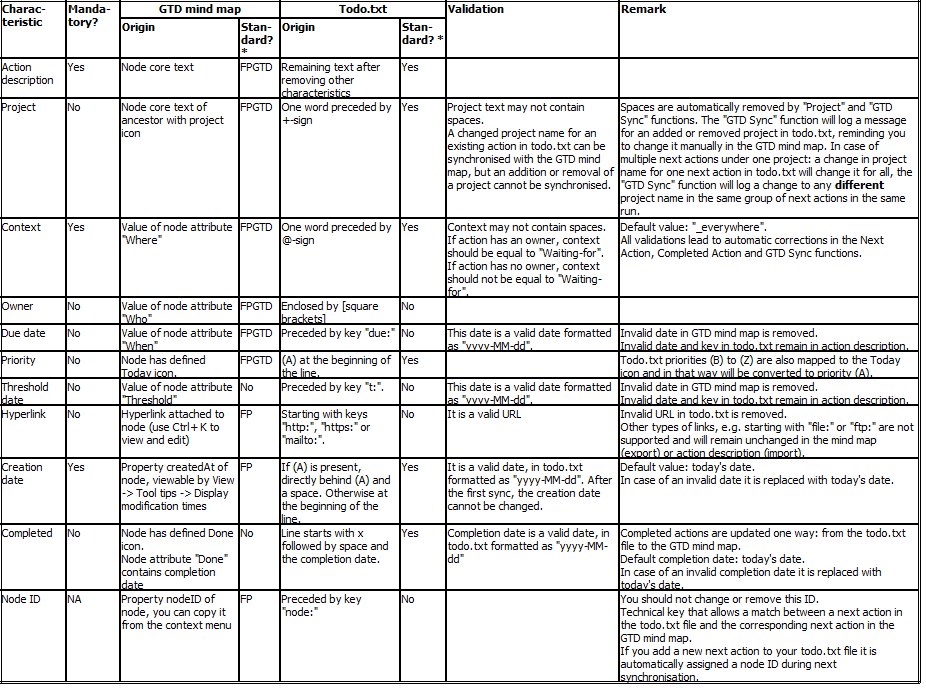 Charac-
teristic
Manda-
tory?
GTD mind map
Todo.txt
Validation
Remark
Origin
Stan-
dard?
*
Origin
Stan-
dard? *
Action
description
Yes
Node core text
FPGTD
Remaining text after
removing other
characteristics
Yes
Project
No
Node core text of
ancestor with project
icon
FPGTD
One word preceded by
+-sign
Yes
Project text may not contain
spaces.
A changed project name for an
existing action in todo.txt can be
synchronised with the GTD mind
map, but an addition or removal of
a project cannot be synchronised.
Spaces are automatically removed by "Project" and "GTD
Sync" functions. The "GTD Sync" function will log a message
for an added or removed project in todo.txt, reminding you
to change it manually in the GTD mind map. In case of
multiple next actions under one project: a change in project
name for one next action in todo.txt will change it for all, the
"GTD Sync" function will log a change to any different
project name in the same group of next actions in the same
run.
Context
Yes
Value of node attribute
"Where"
FPGTD
One word preceded by
@-sign
Yes
Context may not contain spaces.
If action has an owner, context
should be equal to "Waiting-for".
If action has no owner, context
should not be equal to "Waiting-
for".
Default value: "_everywhere".
All validations lead to automatic corrections in the Next
Action, Completed Action and GTD Sync functions.
Owner
No
Value of node attribute
"Who"
FPGTD
Enclosed by [square
brackets]
No
Due date
No
Value of node attribute
"When"
FPGTD
Preceded by key "due:"
No
This date is a valid date formatted
as "yyyy-MM-dd".
Invalid date in GTD mind map is removed.
Invalid date and key in todo.txt remain in action description.
Priority
No
Node has defined
Today icon.
FPGTD
(A) at the beginning of
the line.
Yes
Todo.txt priorities (B) to (Z) are also mapped to the Today
icon and in that way will be converted to priority (A).
Threshold
date
No
Value of node attribute
"Threshold"
No
Preceded by key "t:".
No
This date is a valid date formatted
as "yyyy-MM-dd".
Invalid date in GTD mind map is removed.
Invalid date and key in todo.txt remain in action description.
Hyperlink
No
Hyperlink attached to
node (use Ctrl+K to
view and edit)
FP
Starting with keys
"http:", "https:" or
"mailto:".
No
It is a valid URL
Invalid URL in todo.txt is removed.
Other types of links, e.g. starting with "file:" or "ftp:" are not
supported and will remain unchanged in the mind map
(export) or action description (import).
Creation
date
Yes
Property createdAt of
node, viewable by View
-> Tool tips -> Display
modification times
FP
If (A) is present,
directly behind (A) and
a space. Otherwise at
the beginning of the
line.
Yes
It is a valid date, in todo.txt
formatted as "yyyy-MM-dd". After
the first sync, the creation date
cannot be changed.
Default value: today's date.
In case of an invalid date it is replaced with today's date.
Completed
No
Node has defined Done
icon.
Node attribute "Done"
contains completion
date
No
Line starts with x
followed by space and
the completion date.
Yes
Completion date is a valid date, in
todo.txt formatted as "yyyy-MM-
dd"
Completed actions are updated one way: from the todo.txt
file to the GTD mind map.
Default completion date: today's date.
In case of an invalid completion date it is replaced with
today's date.
Node ID
NA
Property nodeID of
node, you can copy it
from the context menu
FP
Preceded by key
"node:"
No
You should not change or remove this ID.
Technical key that allows a match between a next action in
the todo.txt file and the corresponding next action in the
GTD mind map.
If you add a new next action to your todo.txt file it is
automatically assigned a node ID during next
synchronisation.